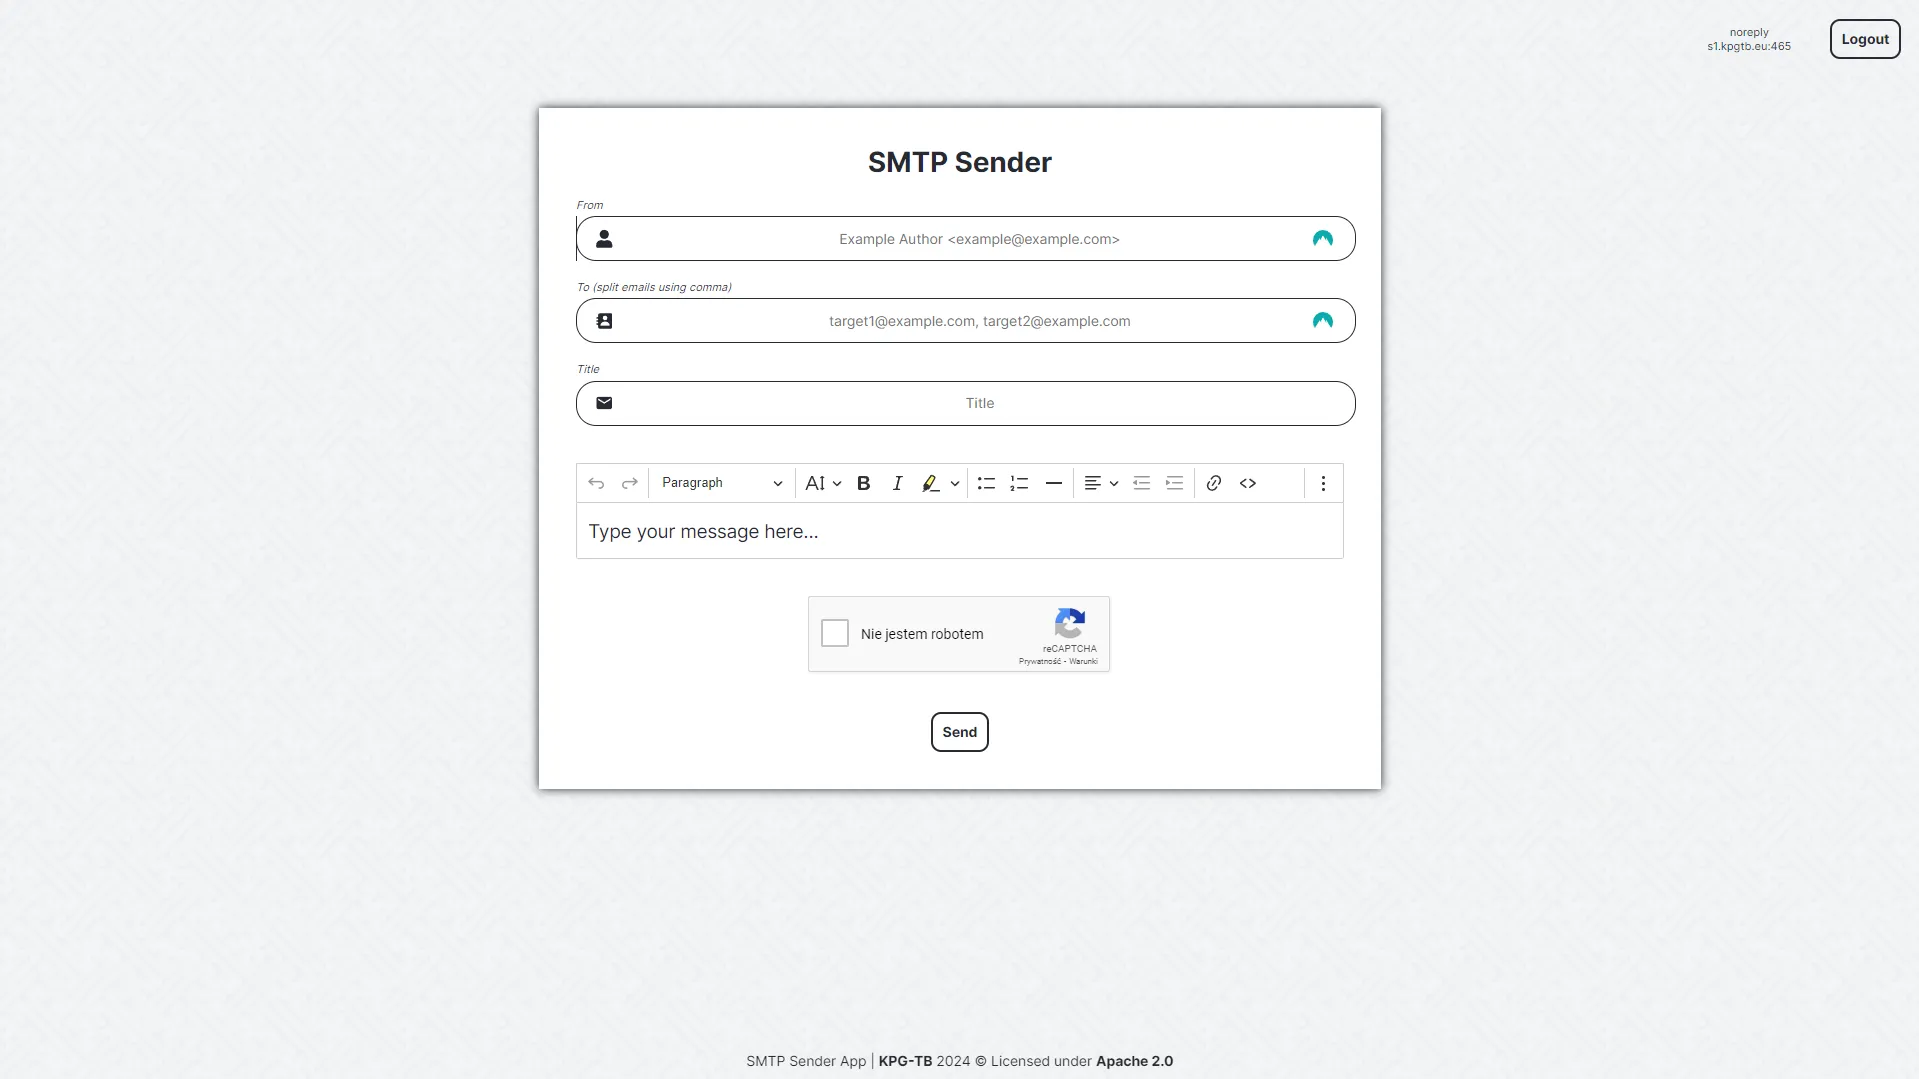 noreply
s1.kpgtb.eu:465
Logout
SMTP Sender
From
Example Author <example@example.com>
To (split emails using comma)
target1@example.com, target2@example.com
Title
Title
Paragraph
Type your message here...
Nie jestem robotem
reCAPTCHA
Prywatność - Warunki
Send
SMTP Sender App | KPG-TB 2024 © Licensed under Apache 2.0